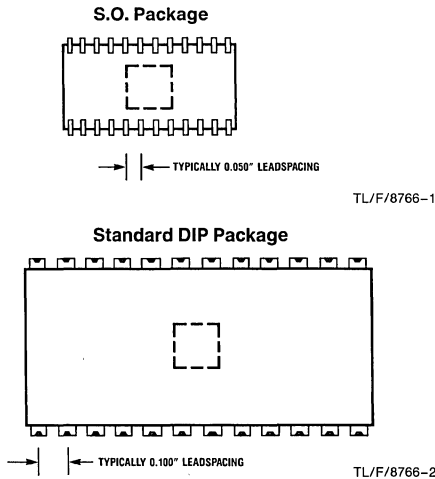 S.O. Package
TYPICALLY 0.050" LEADSPACING
TL/F/8766-1
Standard DIP Package
TYPICALLY 0.100" LEADSPACING
TL/F/8766-2